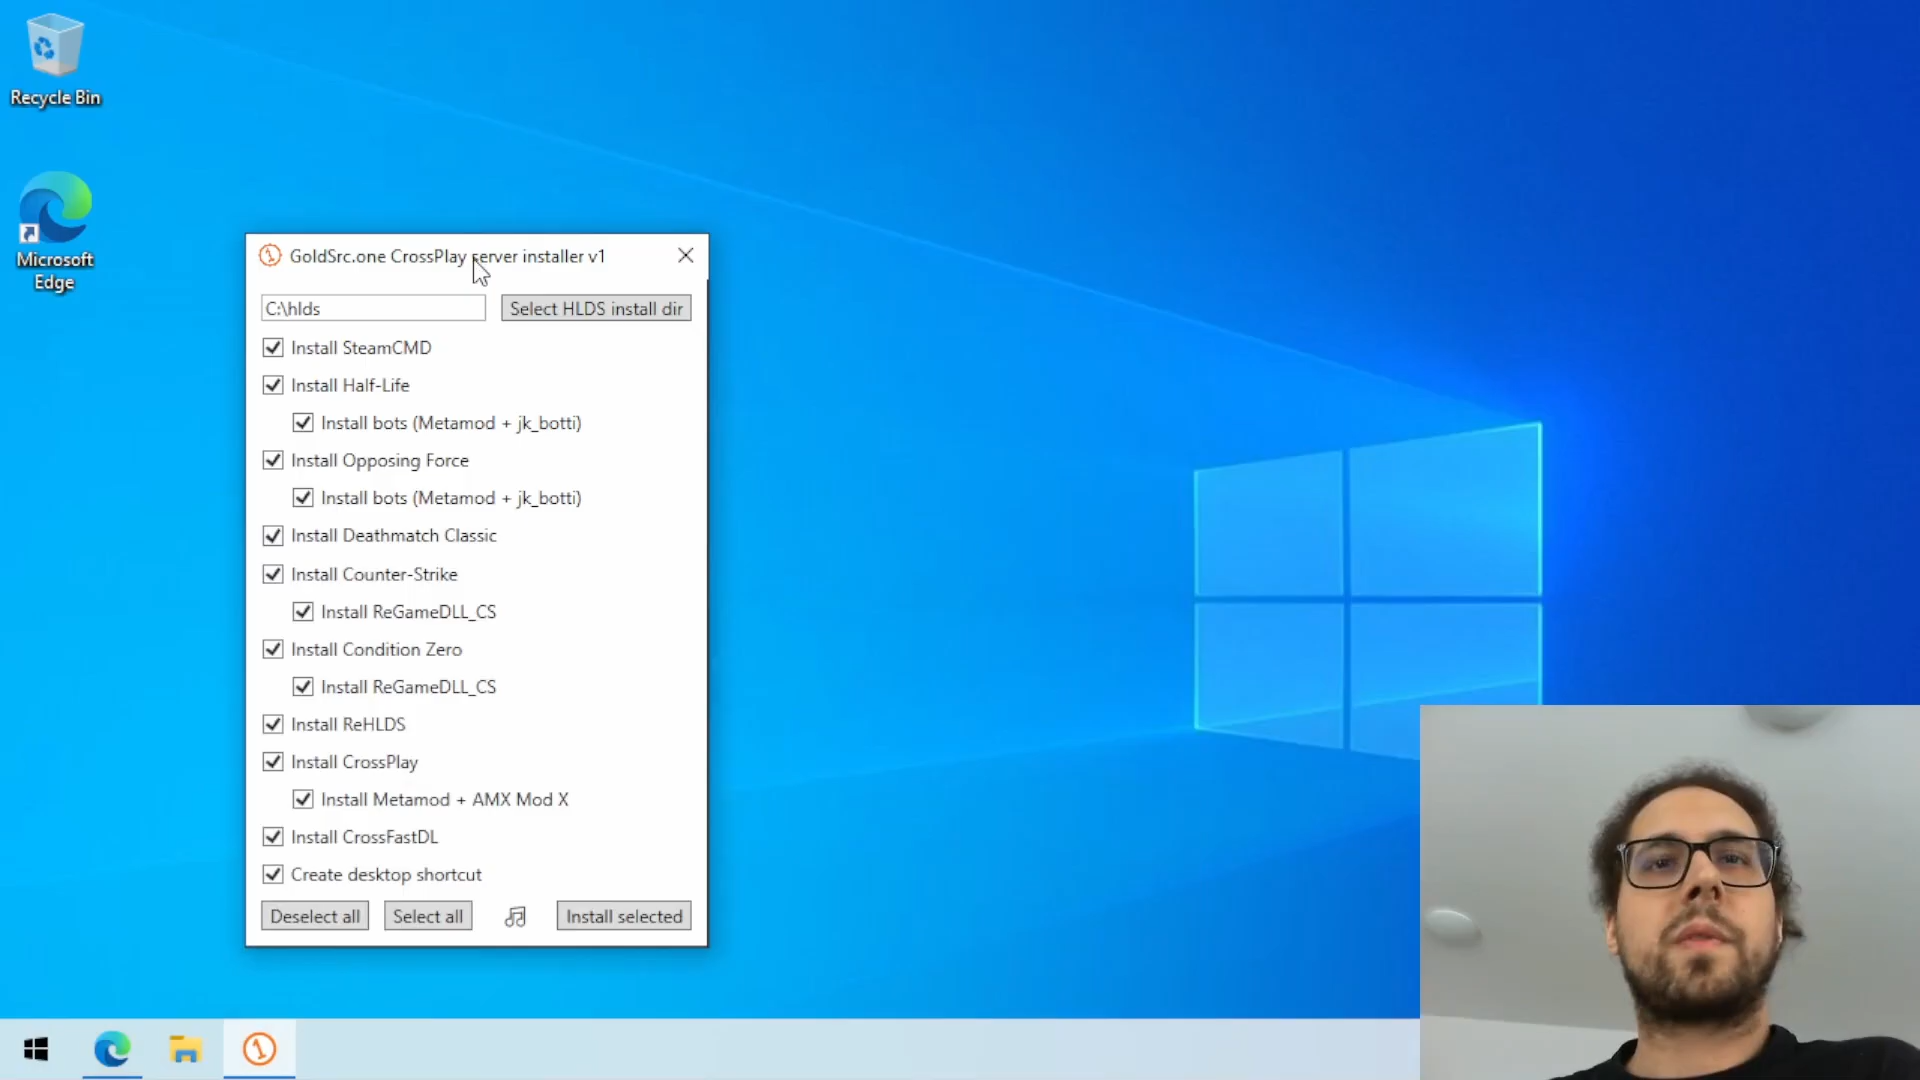 Recycle Bin
Microsoft
Edge
GoldSrc.one CrossPlay server installer v1
C:\hlds
Select HLDS install dir
Install SteamCMD
Install Half-Life
Install bots (Metamod + jk_botti)
Install Opposing Force
Install bots (Metamod + jk_botti)
Install Deathmatch Classic
Install Counter-Strike
Install ReGameDLL_CS
Install Condition Zero
Install ReGameDLL_CS
Install ReHLDS
Install CrossPlay
Install Metamod + AMX Mod X
Install CrossFastDL
Create desktop shortcut
Deselect all
Select all
Install selected